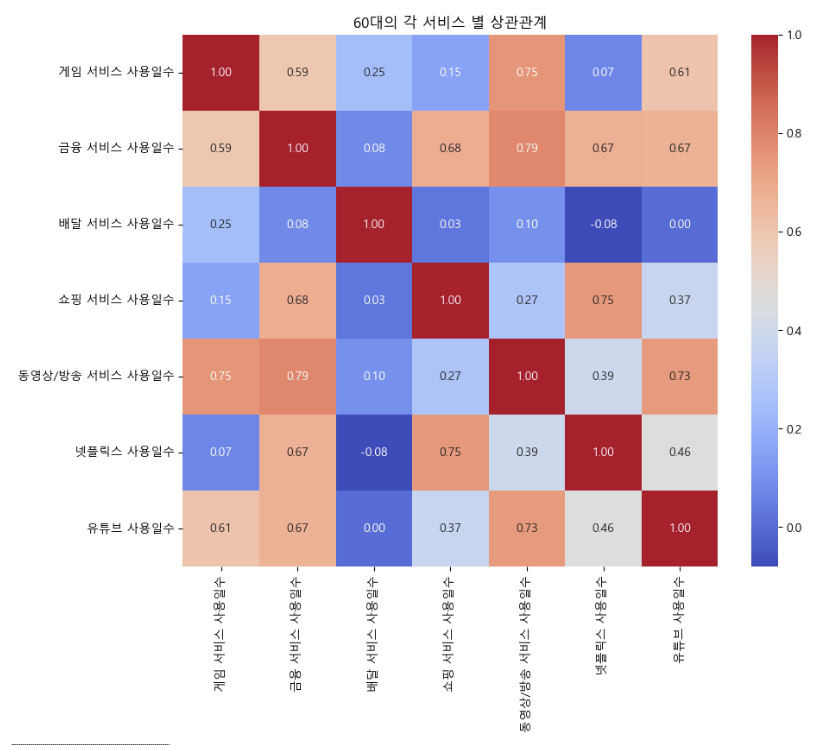 60대의 각 서비스 별 상관관계
게임 서비스 사용일수 1.00 0.59 0.25 0.15 0.75 0.07 0.61
금융 서비스 사용일수 0.59 1.00 0.08 0.68 0.79 0.67 0.67
배달 서비스 사용일수 0.25 0.08 1.00 0.03 0.10 -0.08 0.00
쇼핑 서비스 사용일수 0.15 0.68 0.03 1.00 0.27 0.75 0.37
동영상/방송 서비스 사용일수 0.75 0.79 0.10 0.27 1.00 0.39 0.73
넷플릭스 사용일수 0.07 0.67 -0.08 0.75 0.39 1.00 0.46
유튜브 사용일수 0.61 0.67 0.00 0.37 0.73 0.46 1.00
게임 서비스 사용일수
금융 서비스 사용일수
배달 서비스 사용일수
쇼핑 서비스 사용일수
동영상/방송 서비스 사용일수
넷플릭스 사용일수
유튜브 사용일수
1.0
0.8
0.6
0.4
0.2
0.0